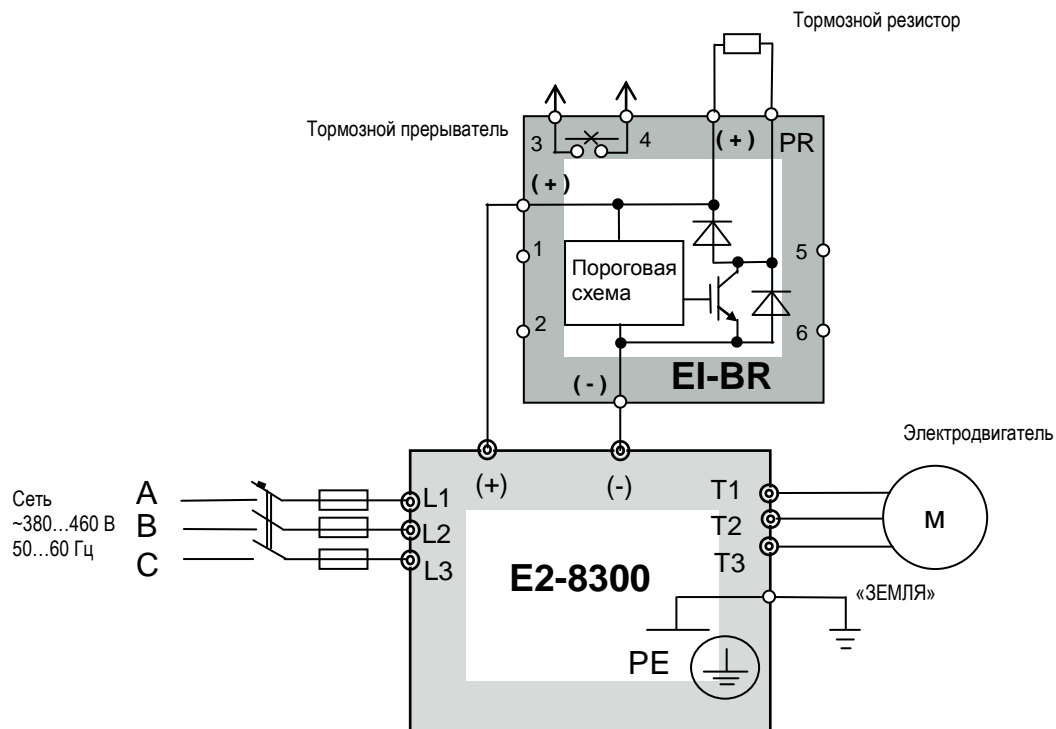 Тормозной резистор
Тормозной прерыватель
3
4
(+)
PR
(+)
1
Пороговая
схема
5
2
6
(-)
EI-BR
Электродвигатель
Сеть
~380...460 В
50...60 Гц
A
B
C
L1
L2
L3
(+)
(-)
T1
T2
T3
М
E2-8300
«ЗЕМЛЯ»
PE